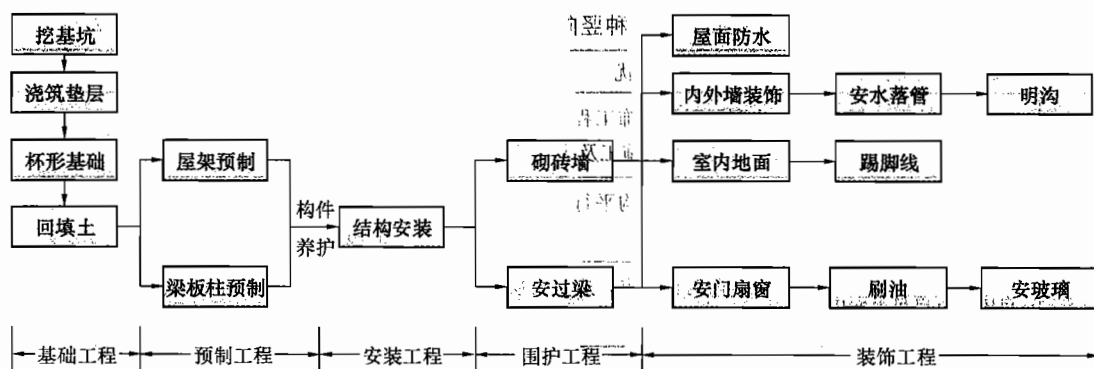 挖基坑
屋面防水
浇筑垫层
内外墙装饰
安水落管
明沟
杯形基础
屋架预制
砌砖墙
室内地面
踢脚线
构件
回填土
结构安装
养护
梁板柱预制
安过梁
安门扇窗
刷油
安玻璃
基础工程
预制工程
安装工程
围护工程
装饰工程